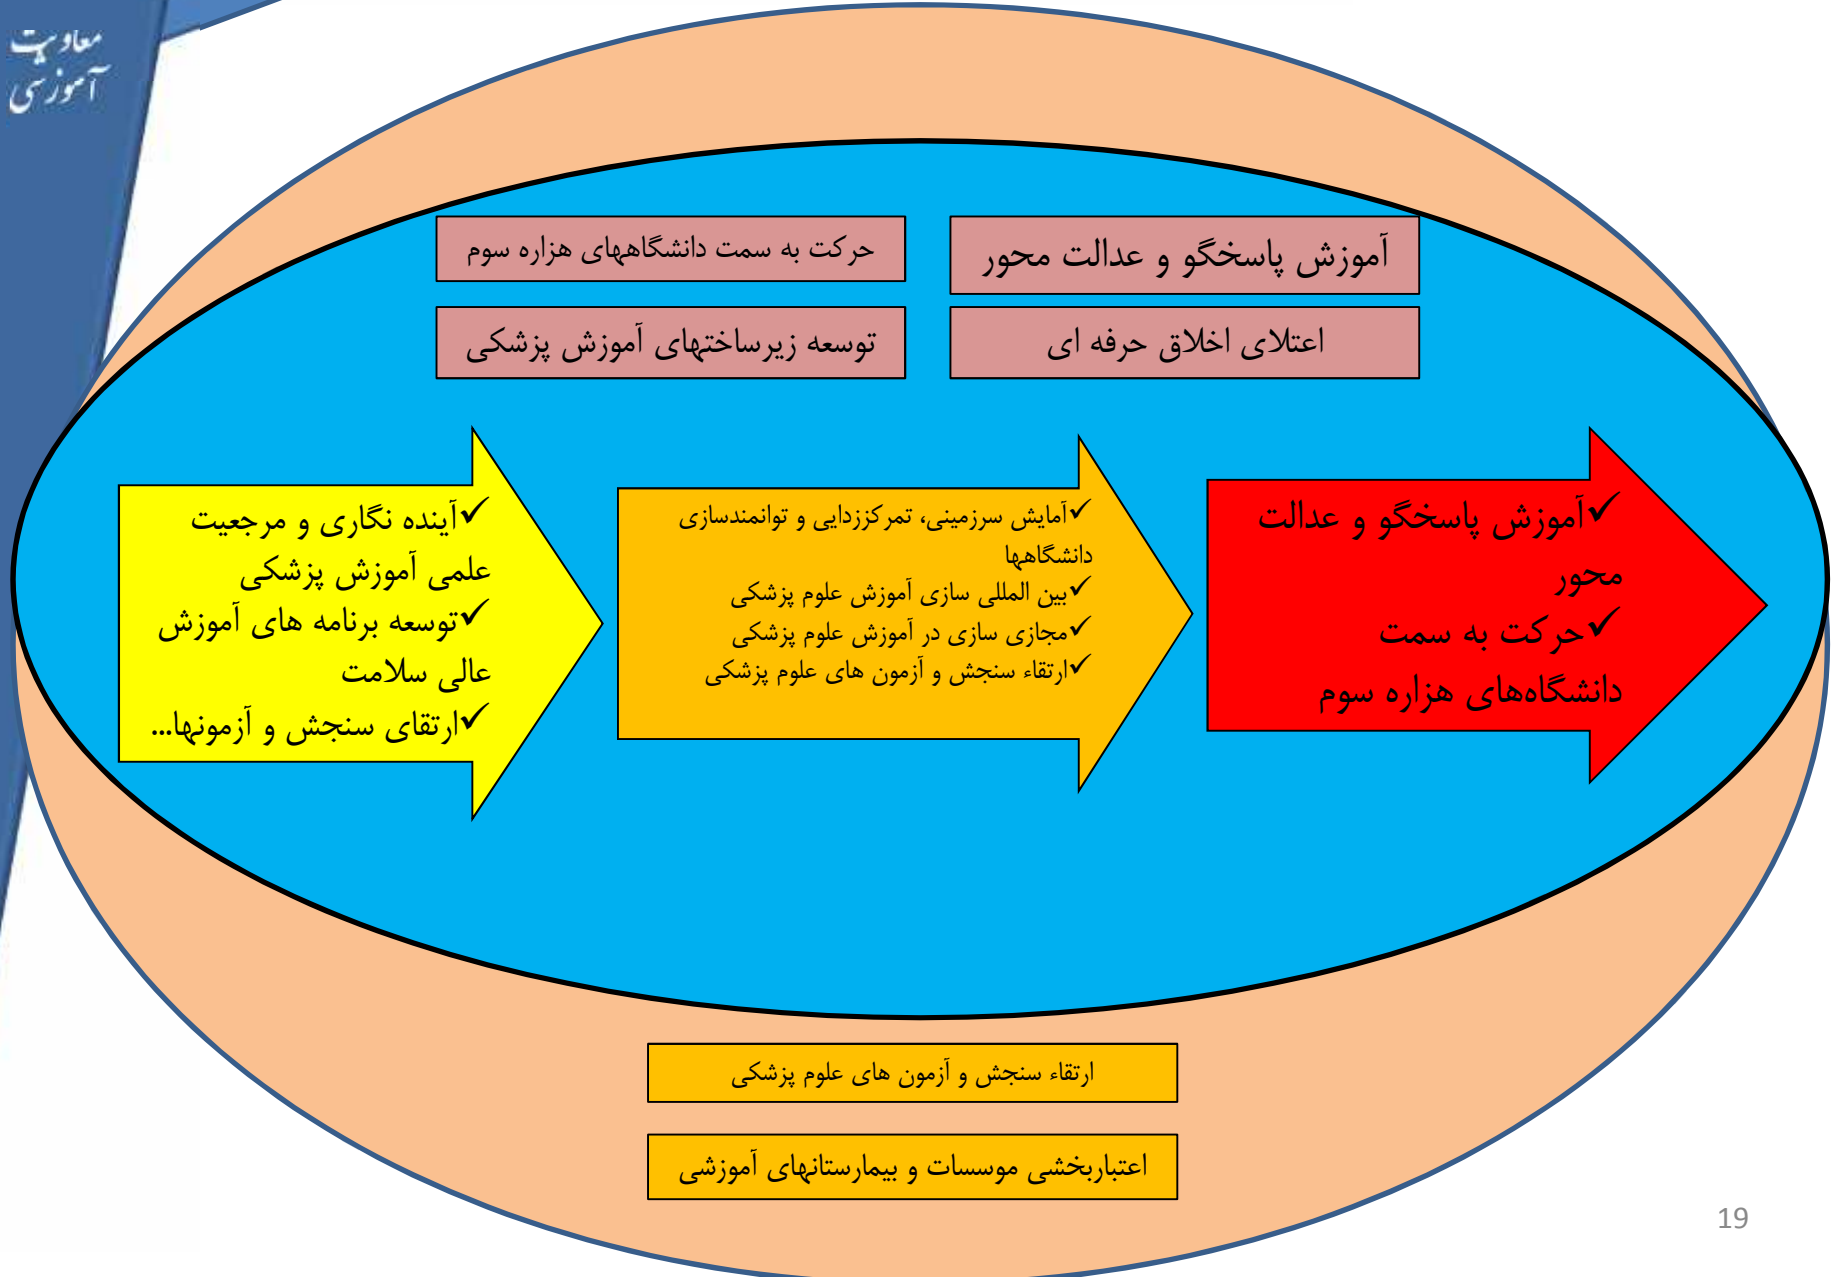 معاونت
آموزشی
آموزش پاسخگو و عدالت محور
حرکت به سمت دانشگاههای هزاره سوم
اعتلای اخلاق حرفه ای
توسعه زیرساختهای آموزش پزشکی
✓آموزش پاسخگو و عدالت
محور
✓حرکت به سمت
دانشگاه‌های هزاره سوم
✓آمایش سرزمینی، تمرکززدایی و توانمندسازی
دانشگاهها
✓بین المللی سازی آموزش علوم پزشکی
✓مجازی سازی در آموزش علوم پزشکی
✓ارتقاء سنجش و آزمون های علوم پزشکی
✓آینده نگاری و مرجعیت
علمی آموزش پزشکی
✓توسعه برنامه های آموزش
عالی سلامت
✓ارتقای سنجش و آزمونها...
ارتقاء سنجش و آزمون های علوم پزشکی
اعتباربخشی موسسات و بیمارستانهای آموزشی
19